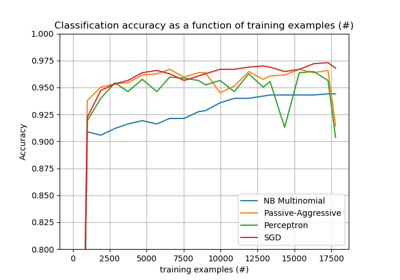 Classification accuracy as a function of training examples (#)
1.000
0.975
0.950
0.925
0.900
0.875
0.850
0.825
0.800
Accuracy
NB Multinomial
Passive-Aggressive
Perceptron
SGD
0 2500 5000 7500 10000 12500 15000 17500
training examples (#)